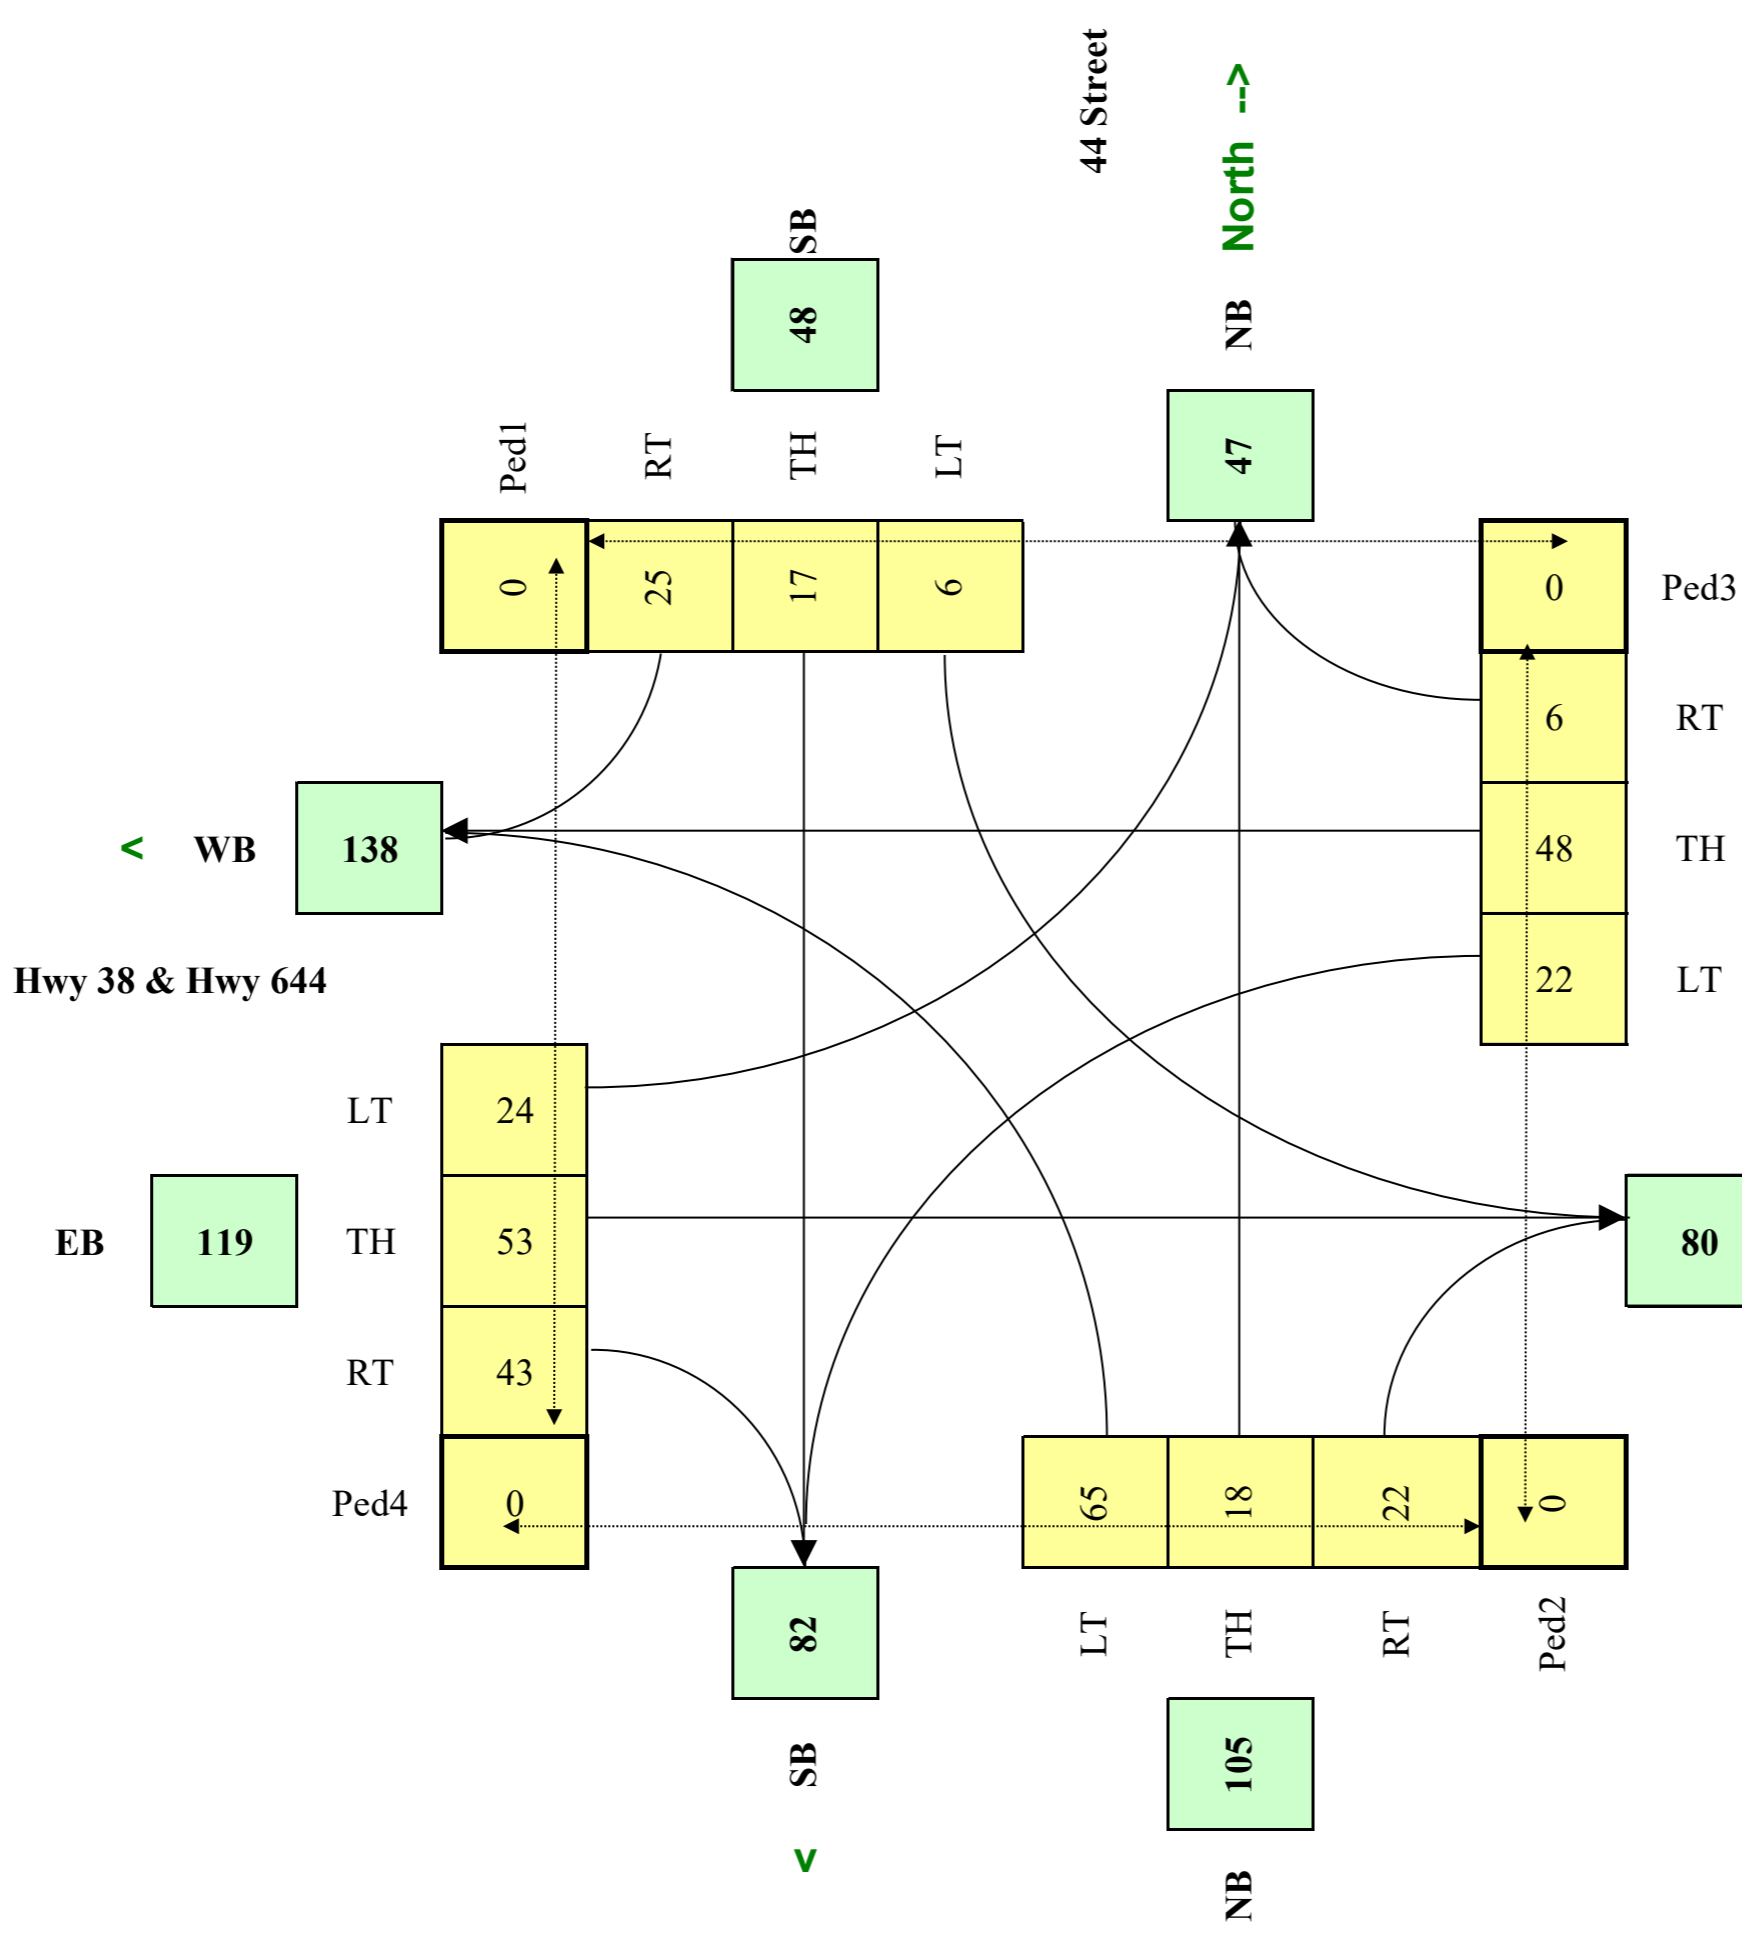 44 Street
North -->
SB
48
NB
47
Ped1
RT
TH
LT
0
25
17
6
0
Ped3
6
RT
< WB
138
48
TH
Hwy 38 & Hwy 644
22
LT
LT
24
EB
119
TH
53
80
RT
43
Ped4
0
65
18
22
0
82
LT
TH
RT
Ped2
SB
105
<
NB